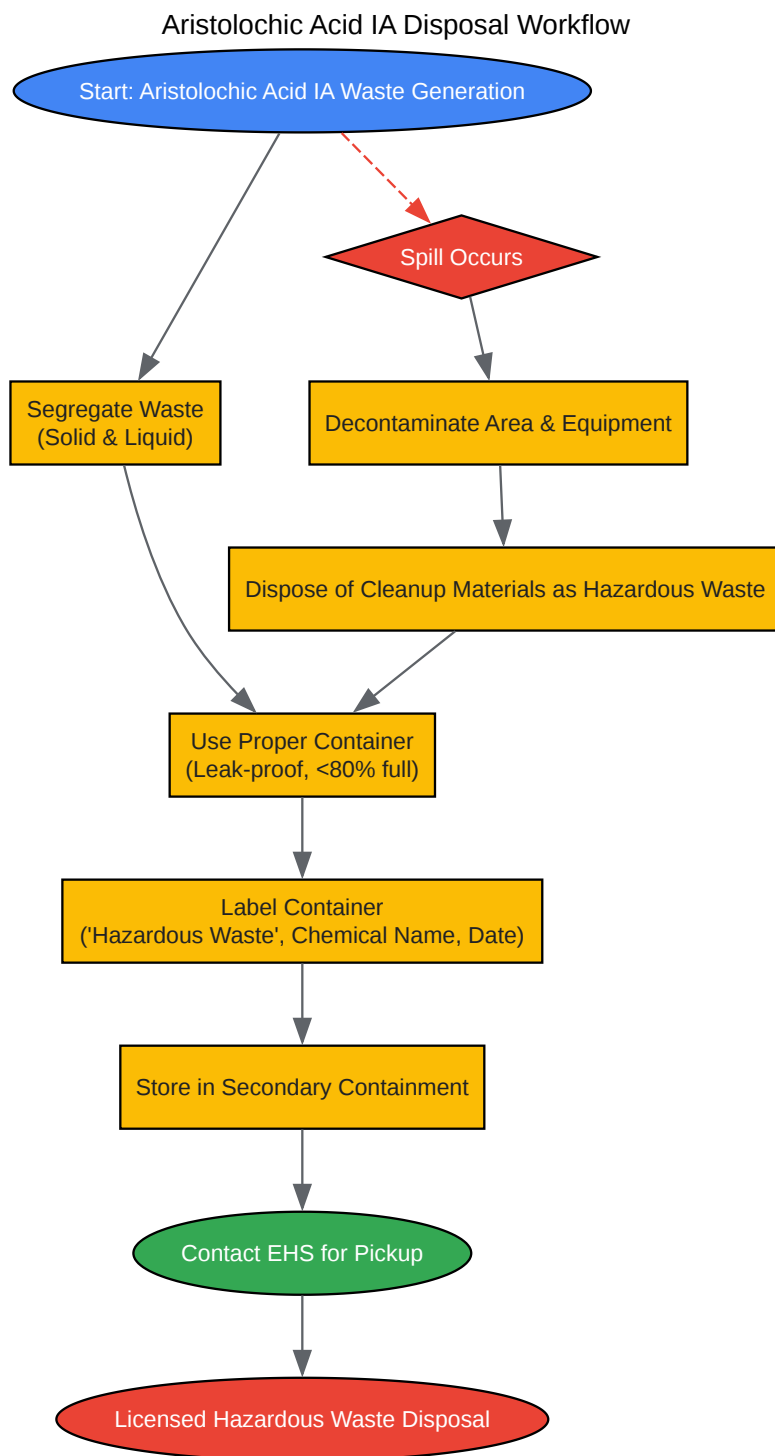 Aristolochic Acid IA Disposal Workflow
Start: Aristolochic Acid IA Waste Generation
Spill Occurs
Segregate Waste
(Solid & Liquid)
Decontaminate Area & Equipment
Dispose of Cleanup Materials as Hazardous Waste
Use Proper Container
(Leak-proof, <80% full)
Label Container
('Hazardous Waste', Chemical Name, Date)
Store in Secondary Containment
Contact EHS for Pickup
Licensed Hazardous Waste Disposal